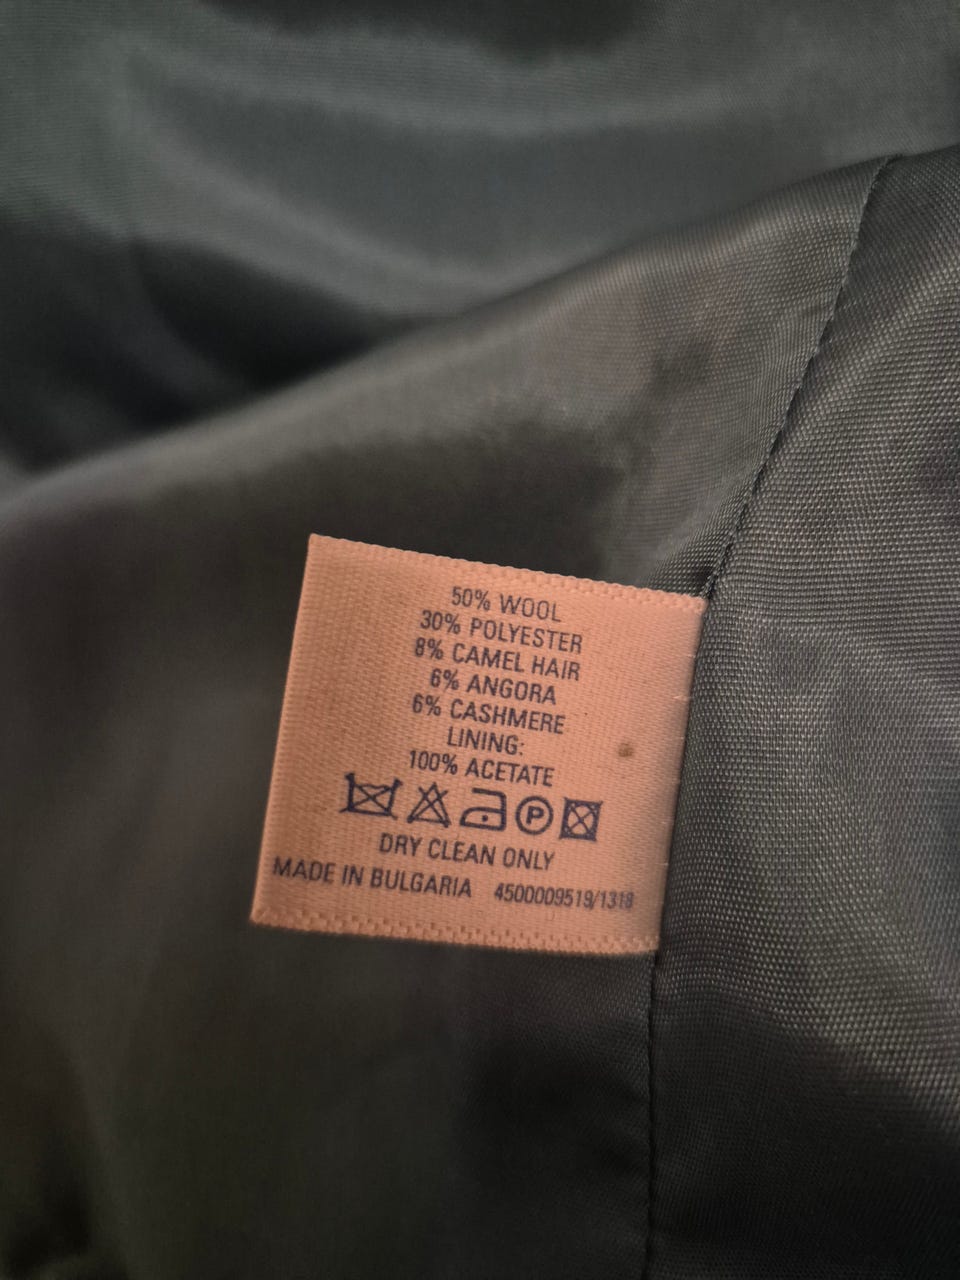 50% WOOL
30% POLYESTER
8% CAMEL HAIR
6% ANGORA
6% CASHMERE
LINING:
100% ACETATE
P
DRY CLEAN ONLY
MADE IN BULGARIA 4500009519/1318